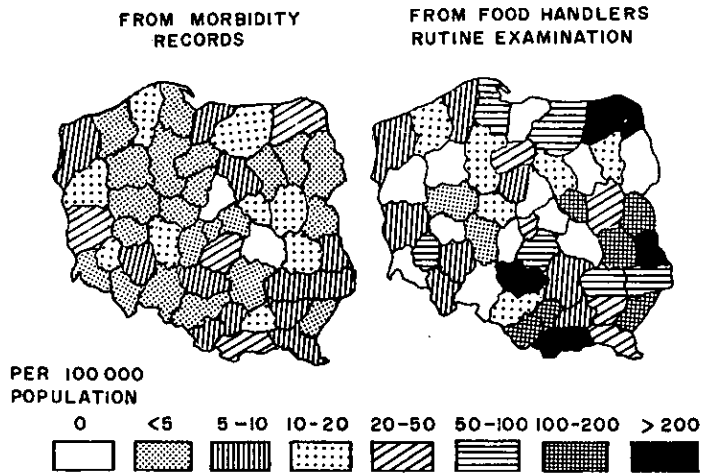 FROM MORBIDITY
RECORDS
FROM FOOD HANDLERS
RUTINE EXAMINATION
PER 100 000
POPULATION
0 <5 5-10 10-20 20-50 50-100 100-200 >200